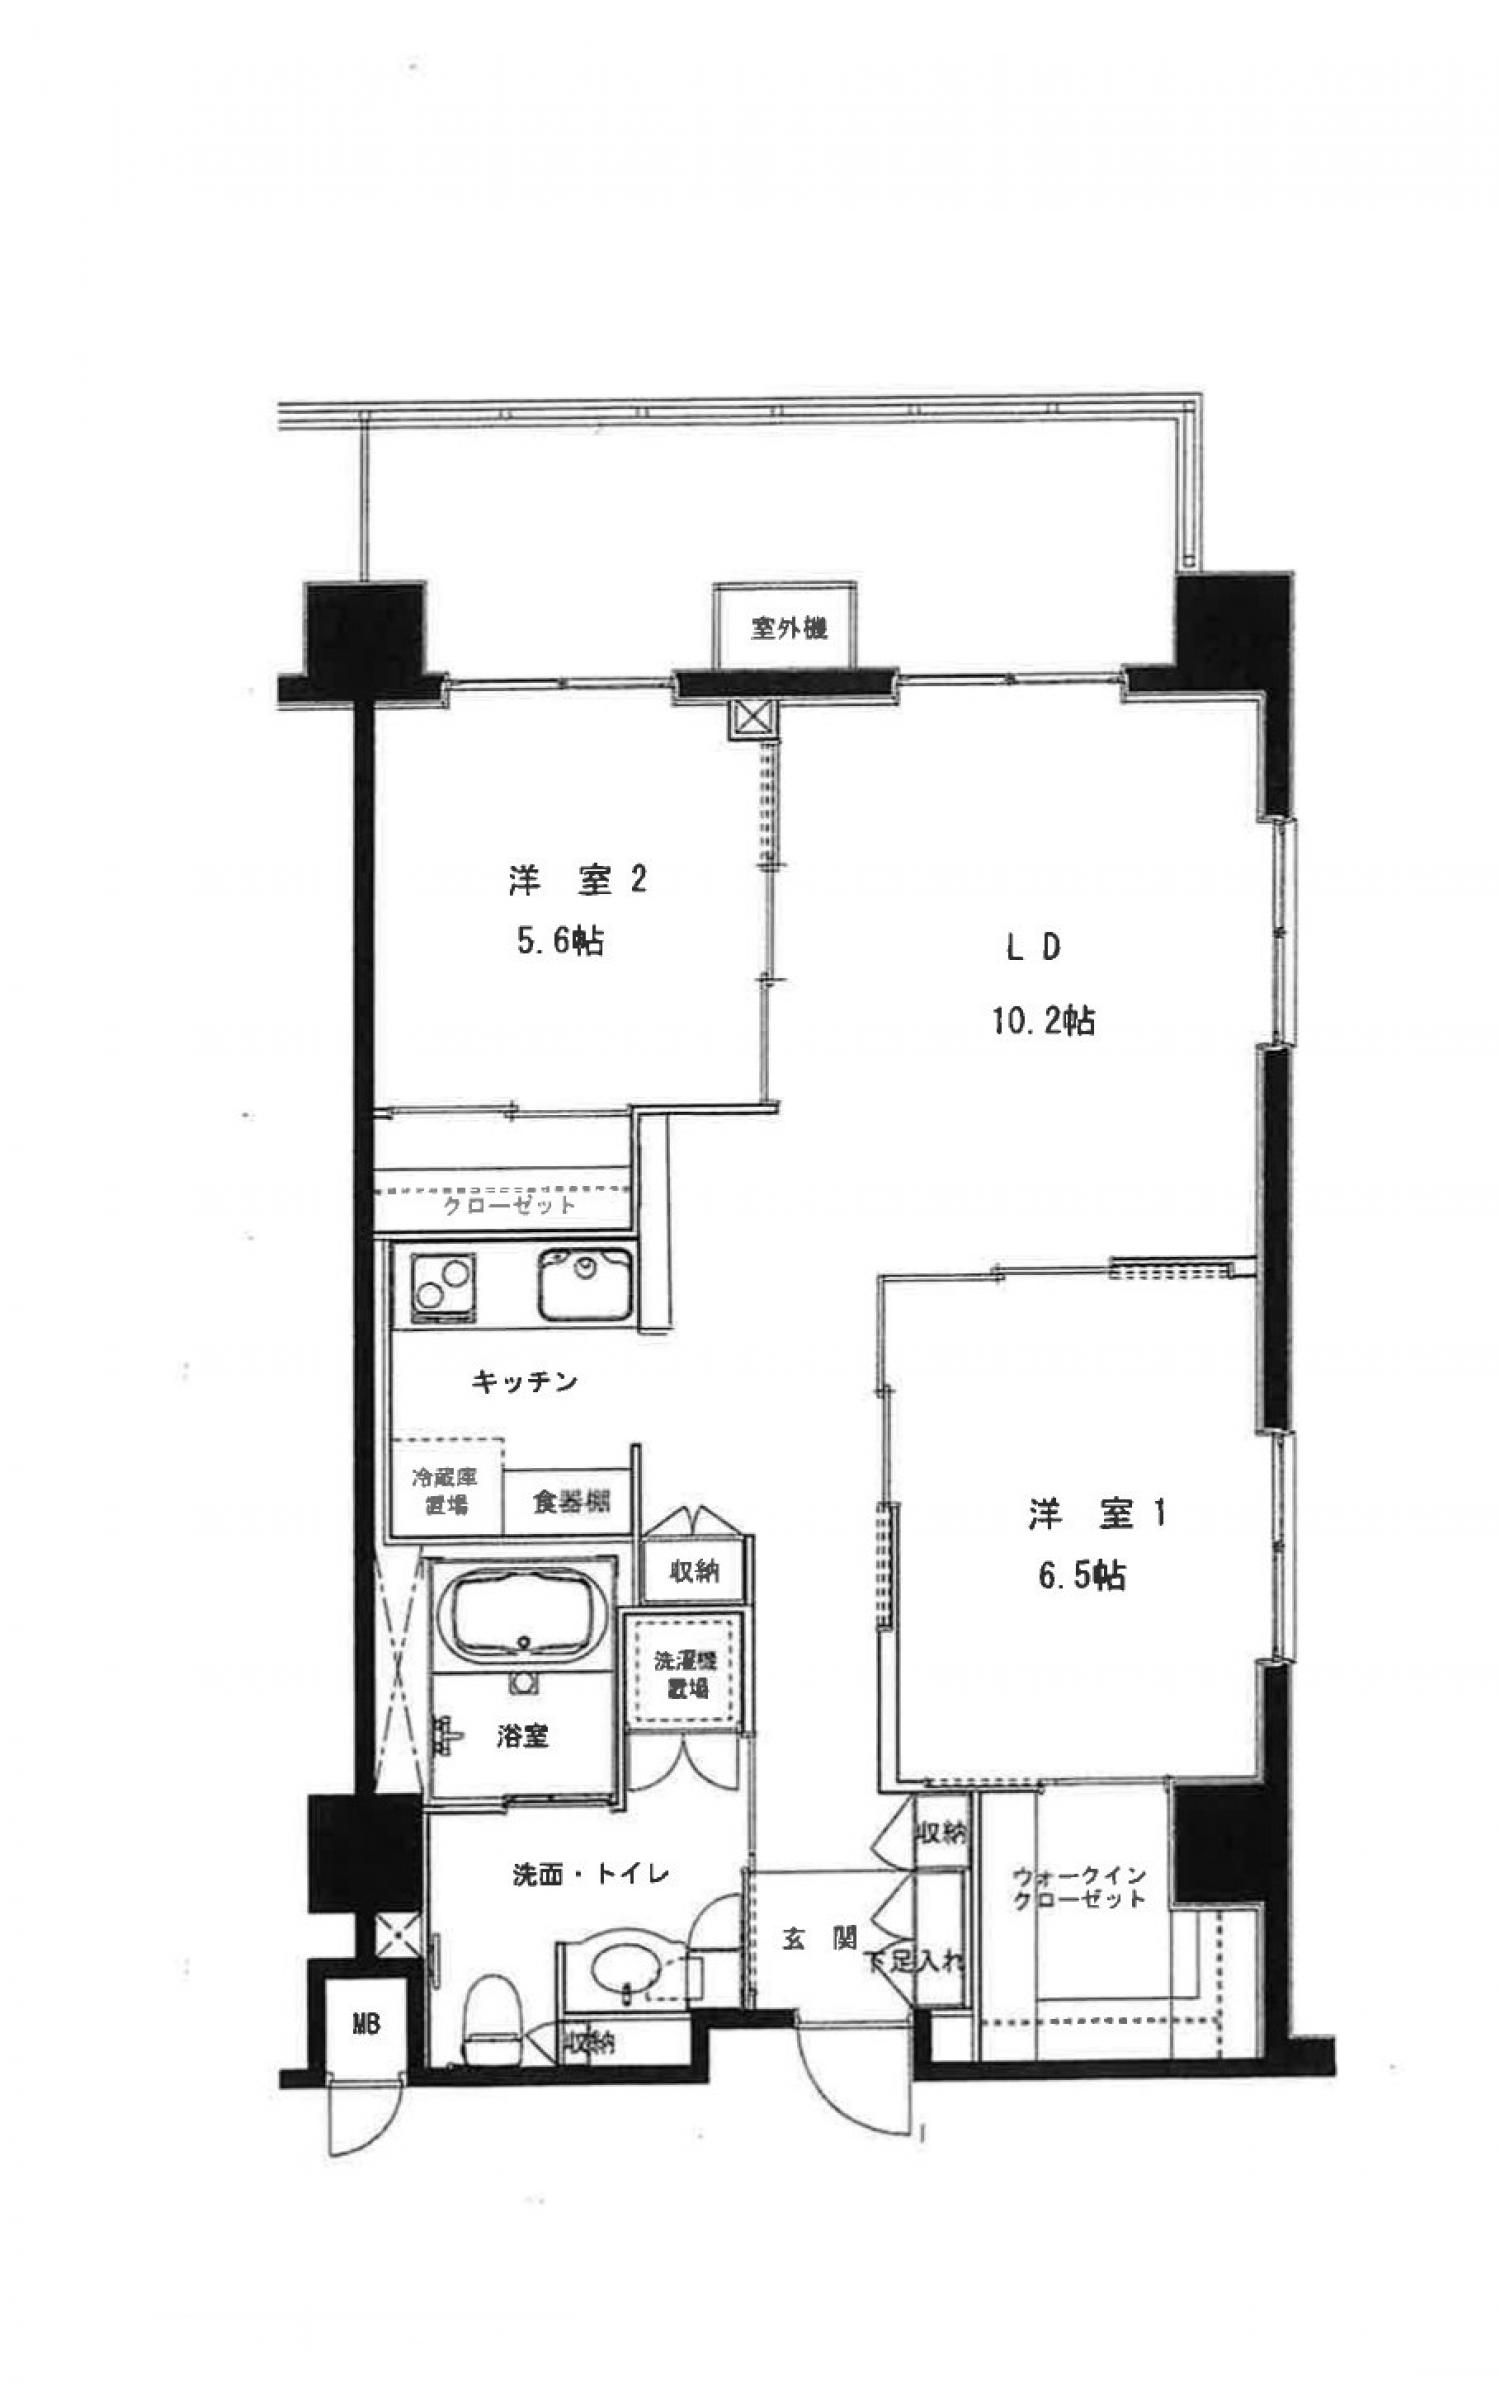 室外機
洋 室 2
5.6帖
L D
10.2帖
クローゼット
キッチン
冷蔵庫
置場
食器棚
洋 室 1
6.5帖
収納
洗濯機
置場
浴室
収納
洗面・トイレ
ウォークイン
クローゼット
玄 関
下足入れ
MB
収納